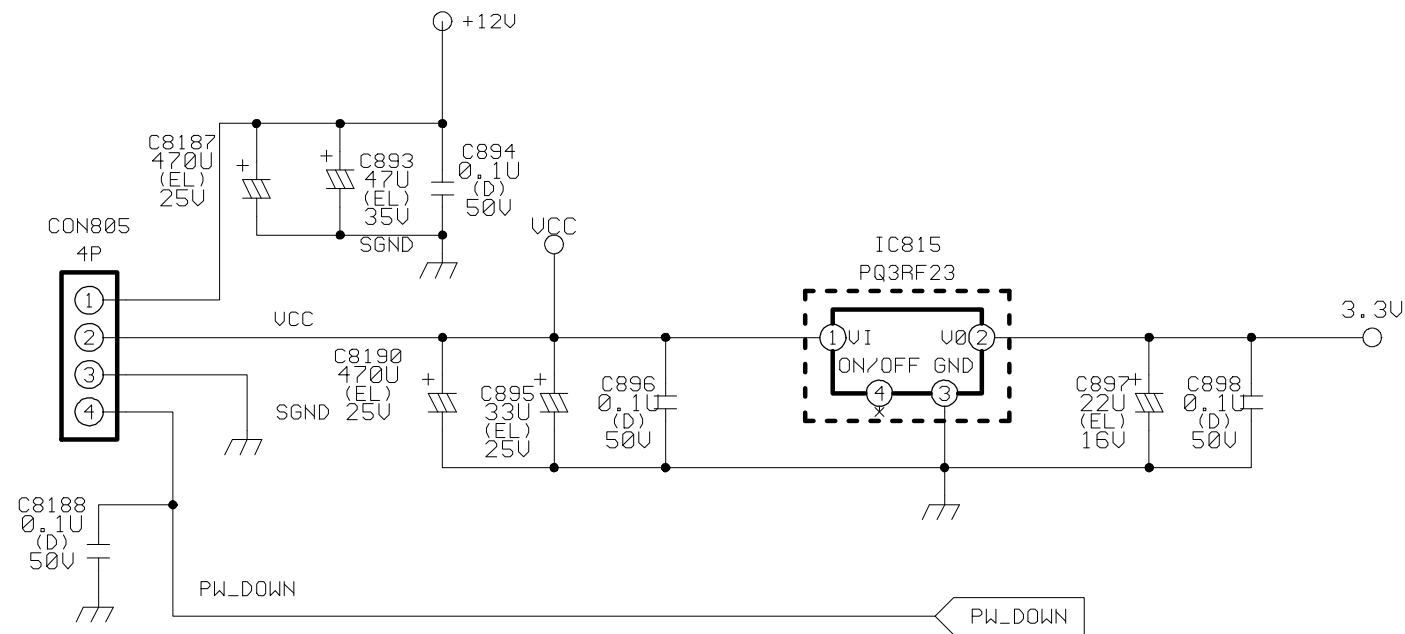 +12V
C8187
470U
(EL)
25V
C893
47U
(EL)
35V
C894
0.1U
(D)
50V
SGND
CON805
4P
1
2
3
4
VCC
VCC
SGND
C8190
470U
(EL)
25V
C895
33U
(EL)
25V
C896
0.1U
(D)
50V
IC815
PQ3RF23
1 VI
V0 2
ON/OFF GND
4 3
C897
22U
(EL)
16V
C898
0.1U
(D)
50V
3.3V
C8188
0.1U
(D)
50V
PW_DOWN
PW_DOWN